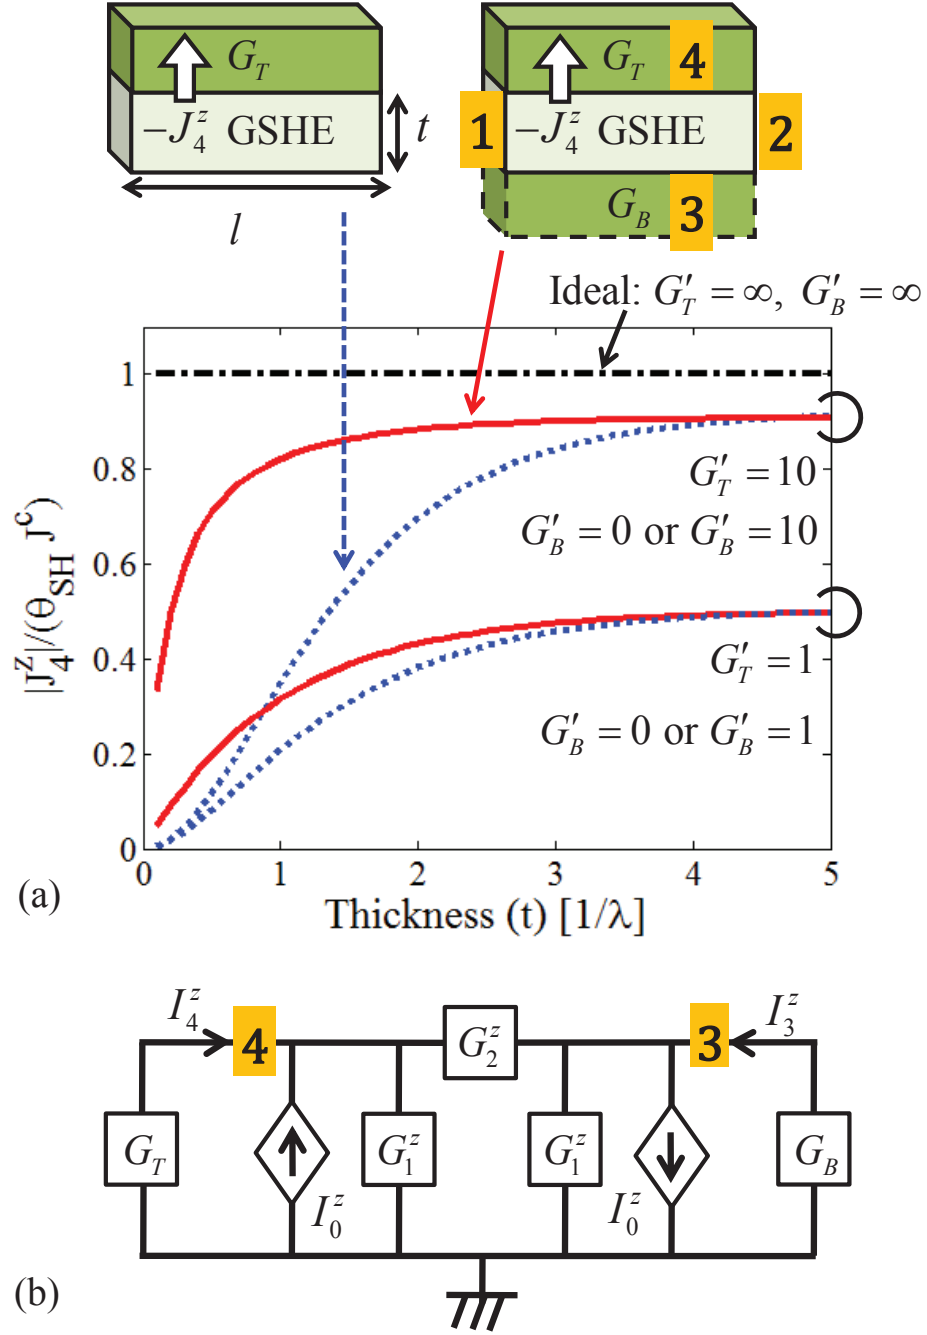 G_T
G_T 4
−J_4^z GSHE
t
1
−J_4^z GSHE
2
l
G_B 3
Ideal: G'_T = ∞, G'_B = ∞
1
0.8
0.6
0.4
0.2
0
|J_4^z|/(θ_SH J^c)
G'_T = 10
G'_B = 0 or G'_B = 10
G'_T = 1
G'_B = 0 or G'_B = 1
0 1 2 3 4 5
Thickness (t) [1/λ]
(a)
I_4^z
4
G_2^z
3
I_3^z
G_T
G_1^z
G_1^z
G_B
I_0^z
I_0^z
(b)